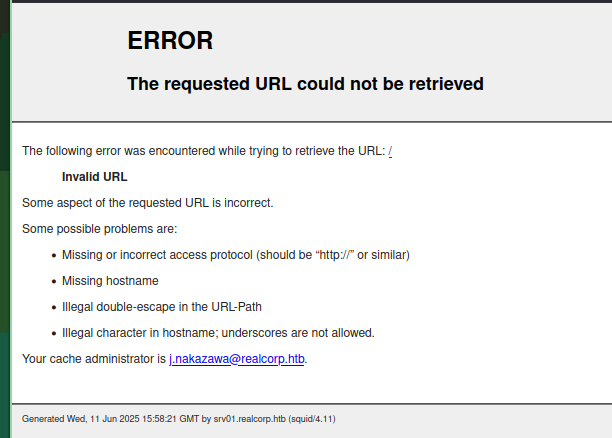 ERROR
The requested URL could not be retrieved
The following error was encountered while trying to retrieve the URL: /
Invalid URL
Some aspect of the requested URL is incorrect.
Some possible problems are:
• Missing or incorrect access protocol (should be “http://” or similar)
• Missing hostname
• Illegal double-escape in the URL-Path
• Illegal character in hostname; underscores are not allowed.
Your cache administrator is j.nakazawa@realcorp.htb.
Generated Wed, 11 Jun 2025 15:58:21 GMT by srv01.realcorp.htb (squid/4.11)